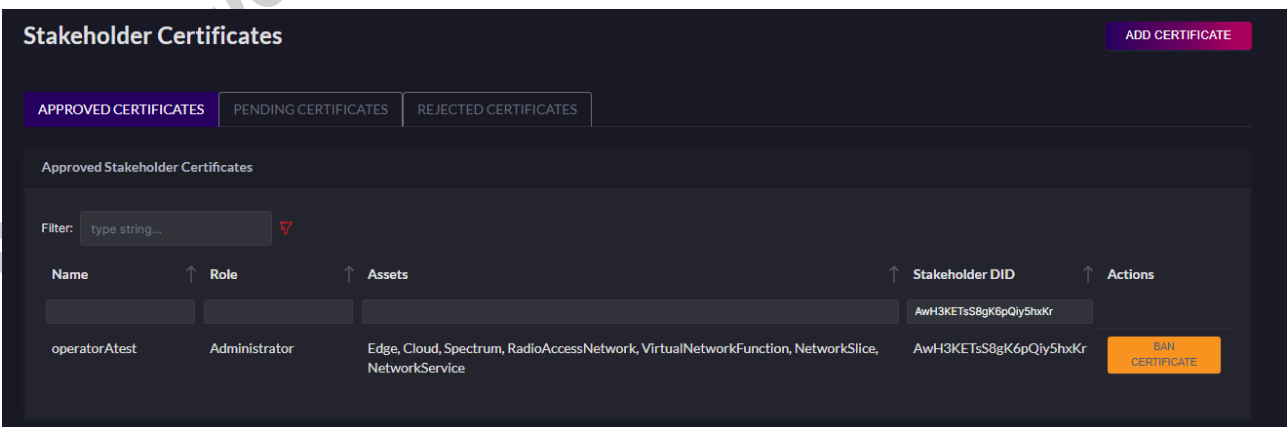 Stakeholder Certificates
ADD CERTIFICATE
APPROVED CERTIFICATES
PENDING CERTIFICATES
REJECTED CERTIFICATES
Approved Stakeholder Certificates
Filter:
type string...
Name
Role
Assets
Stakeholder DID
Actions
AwH3KETsS8gK6pQiy5hxKr
operatorAtest
Administrator
Edge, Cloud, Spectrum, RadioAccessNetwork, VirtualNetworkFunction, NetworkSlice,
NetworkService
AwH3KETsS8gK6pQiy5hxKr
BAN
CERTIFICATE